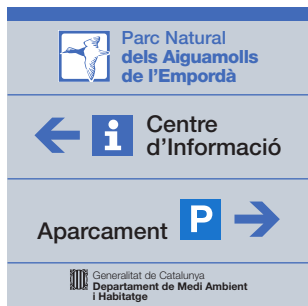 Parc Natural
dels Aiguamolls
de l'Empordà
i Centre
d'Informació
Aparcament P
Generalitat de Catalunya
Departament de Medi Ambient
i Habitatge